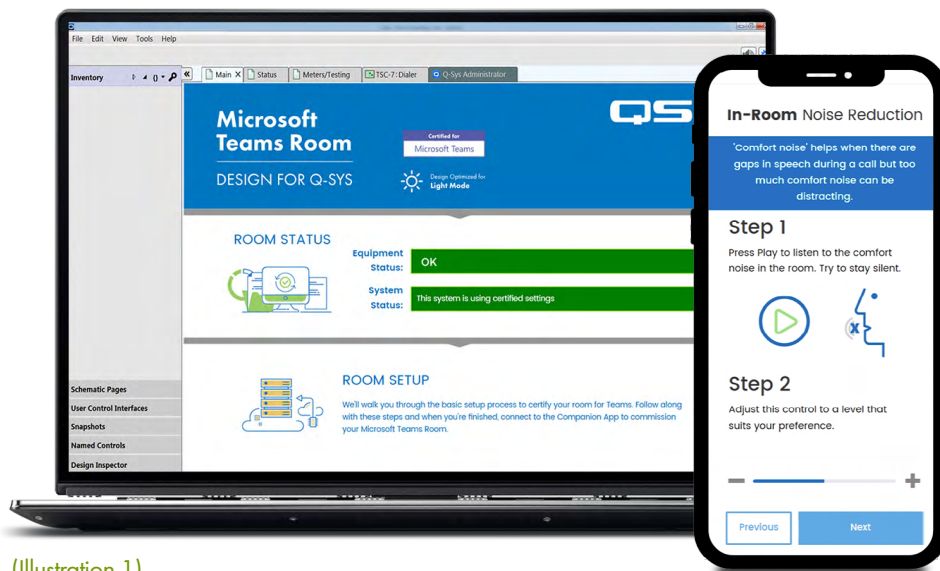 File Edit View Tools Help
Inventory
Main X Status Meters/Testing TSC-7: Dialer Q-Sys Administrator
Microsoft
Teams Room
DESIGN FOR Q-SYS
Certified for
Microsoft Teams
Design Optimized for
Light Mode
ROOM STATUS
Equipment
Status:
OK
System
Status:
This system is using certified settings
ROOM SETUP
We'll walk you through the basic setup process to certify your room for Teams. Follow along
with these steps and when you're finished, connect to the Companion App to commission
your Microsoft Teams Room.
Schematic Pages
User Control Interfaces
Snapshots
Named Controls
Design Inspector
In-Room Noise Reduction
'Comfort noise' helps when there are
gaps in speech during a call but too
much comfort noise can be
distracting.
Step 1
Press Play to listen to the comfort
noise in the room. Try to stay silent.
x
Step 2
Adjust this control to a level that
suits your preference.
Previous
Next
(Illustration 1)